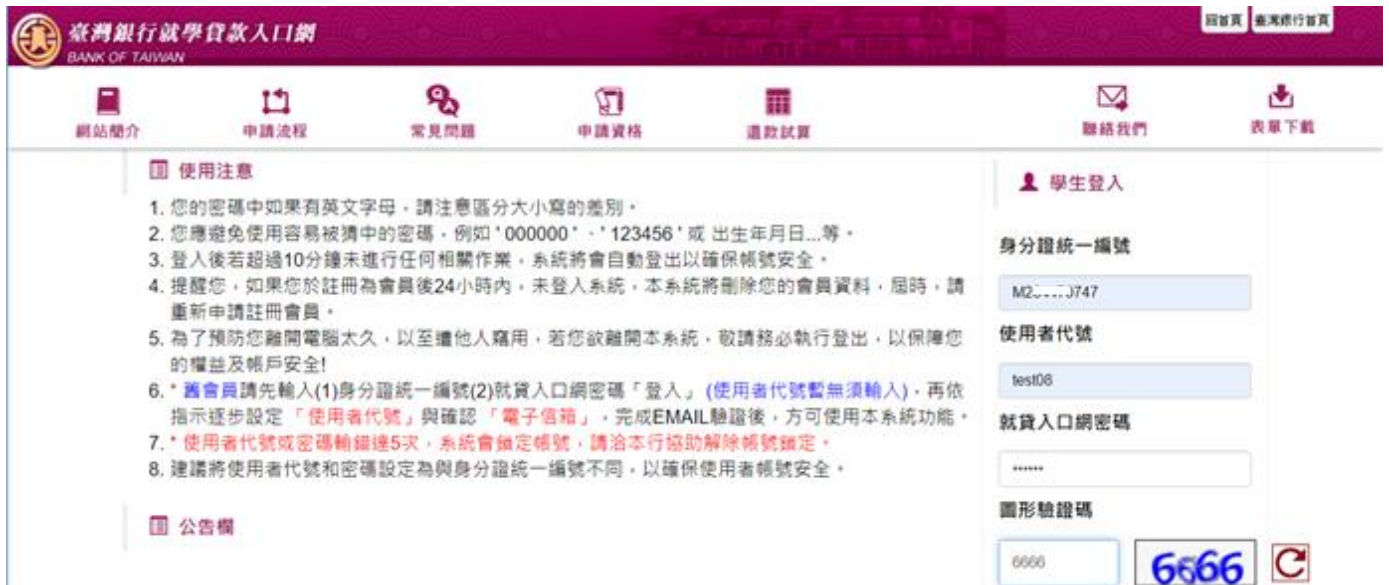 臺灣銀行就學貸款入口網
BANK OF TAIWAN
回首頁 臺灣銀行首頁
網站簡介 申請流程 常見問題 申請資格 還款試算 聯絡我們 表單下載
使用注意
1. 您的密碼中如果有英文字母，請注意區分大小寫的差別。
2. 您應避免使用容易被猜中的密碼，例如 '000000'、'123456' 或 出生年月日...等。
3. 登入後若超過10分鐘未進行任何相關作業，系統將會自動登出以確保帳號安全。
4. 提醒您，如果您於註冊為會員後24小時內，未登入系統，本系統將刪除您的會員資料，屆時，請
重新申請註冊會員。
5. 為了預防您離開電腦太久，以至遭他人竊用，若您欲離開本系統，敬請務必執行登出，以保障您
的權益及帳戶安全!
6. * 舊會員請先輸入(1)身分證統一編號(2)就貸入口網密碼「登入」 (使用者代號暫無須輸入)，再依
指示逐步設定 「使用者代號」與確認 「電子信箱」，完成EMAIL驗證後，方可使用本系統功能。
7. * 使用者代號或密碼輸錯達5次，系統會鎖定帳號，請洽本行協助解除帳號鎖定。
8. 建議將使用者代號和密碼設定為與身分證統一編號不同，以確保使用者帳號安全。
公告欄
學生登入
身分證統一編號
使用者代號
test08
就貸入口網密碼
••••••
圖形驗證碼
6666 6666